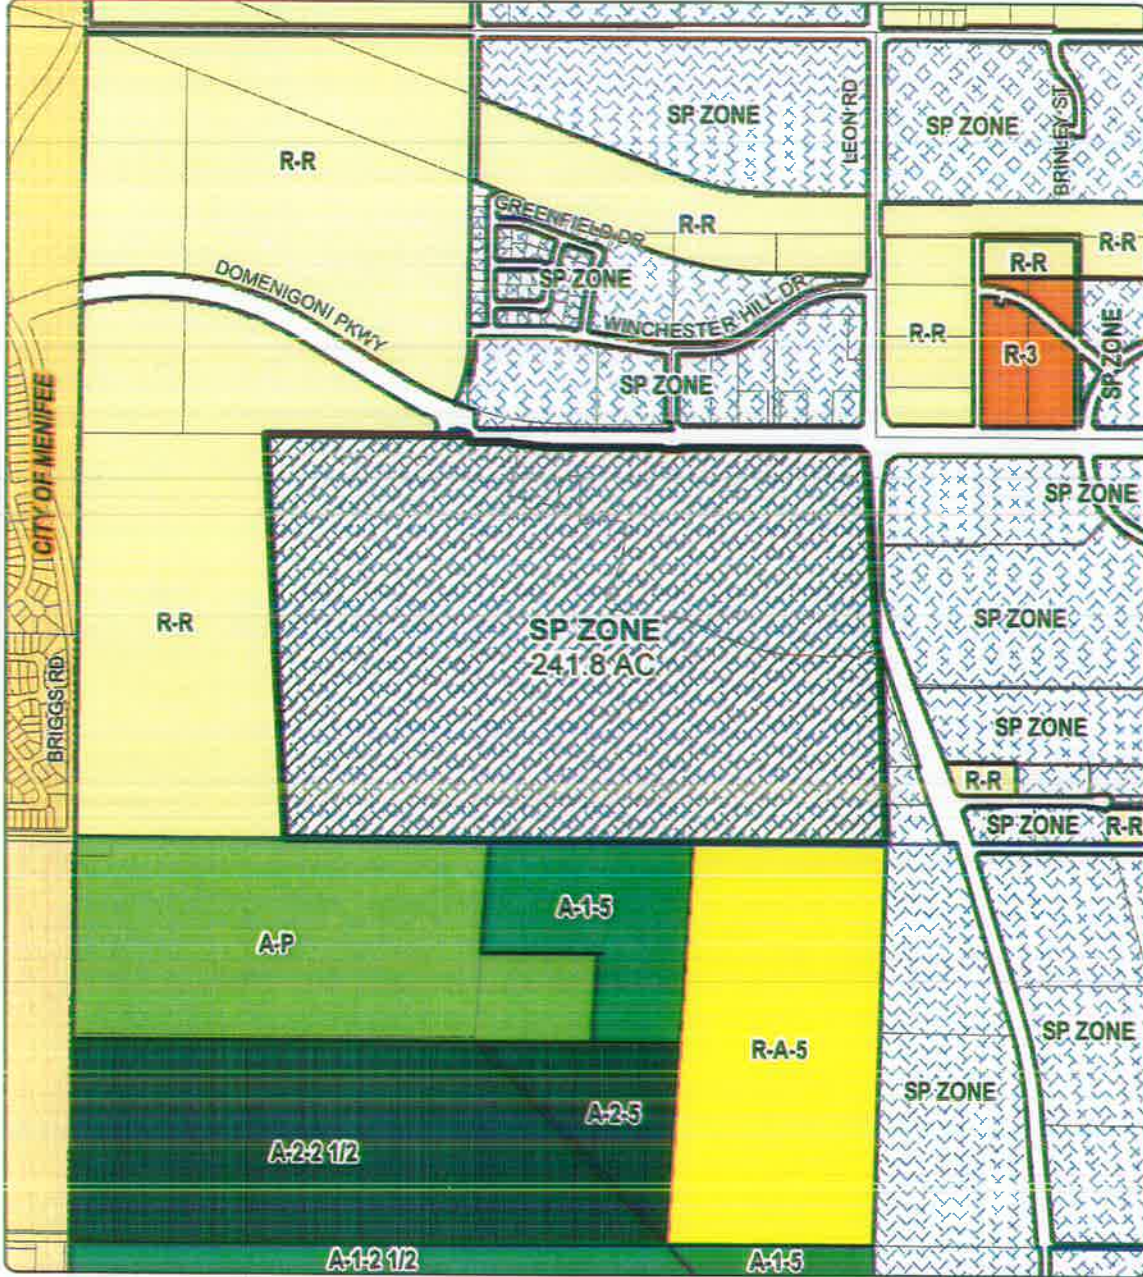 SP ZONE
LEON RD
SP ZONE
BRINLEY ST
R-R
GREENFIELD DR
R-R
R-R
R-R
SP ZONE
DOMENIGONI PKWY
WINCHESTER HILL DR
R-R
R-3
SP ZONE
SP ZONE
CITY OF MENIFEE
SP ZONE
R-R
SP ZONE
241.8 AC
SP ZONE
BRIGGS RD
SP ZONE
R-R
SP ZONE
R-R
A-1-5
A-P
R-A-5
SP ZONE
SP ZONE
A-2-5
A-2-2 1/2
A-1-2 1/2
A-1-5